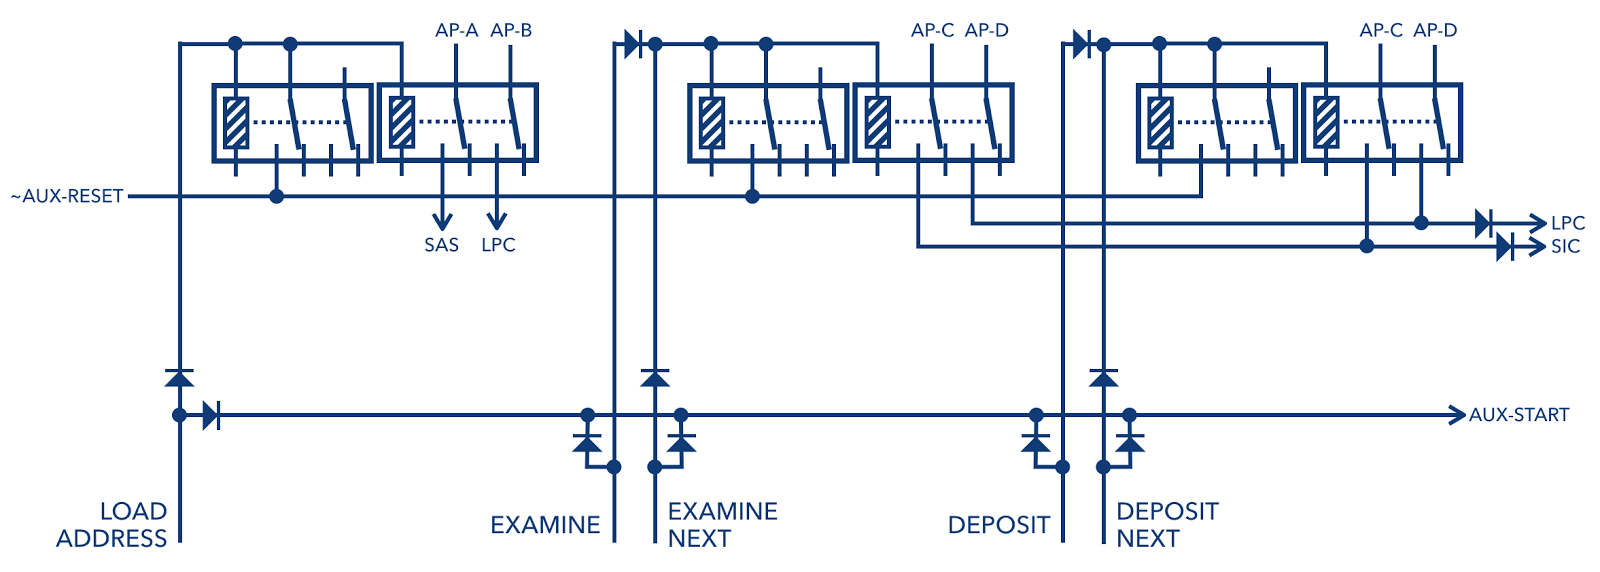 AP-A AP-B
AP-C AP-D
AP-C AP-D
~AUX-RESET
SAS
LPC
LPC
SIC
AUX-START
LOAD
ADDRESS
EXAMINE
EXAMINE
NEXT
DEPOSIT
DEPOSIT
NEXT